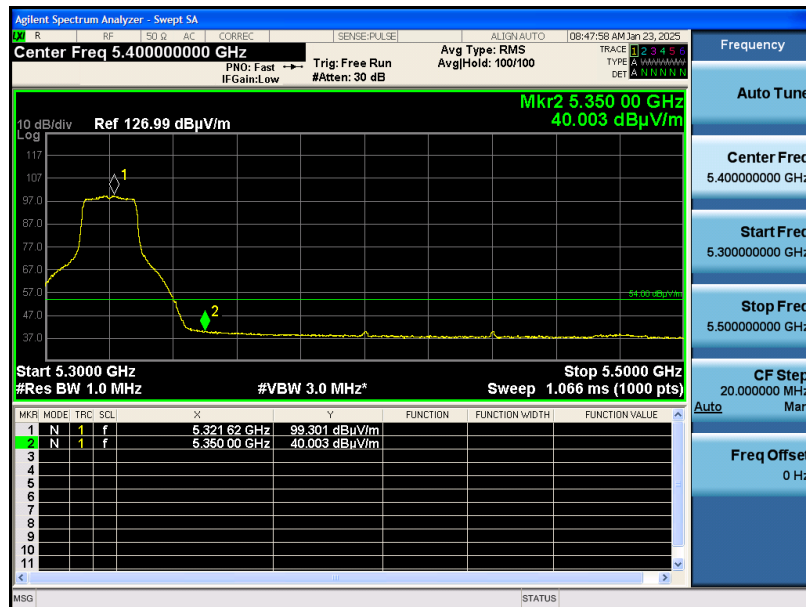 Agilent Spectrum Analyzer - Swept SA
LXI R RF 50 Ω AC CORREC SENSE:PULSE ALIGN AUTO 08:47:58 AM Jan 23, 2025
Center Freq 5.400000000 GHz
PNO: Fast
IFGain:Low
Trig: Free Run
#Atten: 30 dB
Avg Type: RMS
Avg|Hold: 100/100
TRACE 1 2 3 4 5 6
TYPE A WWWWW
DET A N N N N N
Mkr2 5.350 00 GHz
40.003 dBµV/m
10 dB/div
Log
Ref 126.99 dBµV/m
117
107
97.0
87.0
77.0
67.0
57.0
47.0
37.0
1
2
54.00 dBµV/m
Start 5.3000 GHz
Stop 5.5000 GHz
#Res BW 1.0 MHz
#VBW 3.0 MHz*
Sweep 1.066 ms (1000 pts)
MKR MODE TRC SCL X Y FUNCTION FUNCTION WIDTH FUNCTION VALUE
1 N 1 f 5.321 62 GHz 99.301 dBµV/m
2 N 1 f 5.350 00 GHz 40.003 dBµV/m
3
4
5
6
7
8
9
10
11
MSG
STATUS
Frequency
Auto Tune
Center Freq
5.400000000 GHz
Start Freq
5.300000000 GHz
Stop Freq
5.500000000 GHz
CF Step
20.000000 MHz
Auto Man
Freq Offset
0 Hz